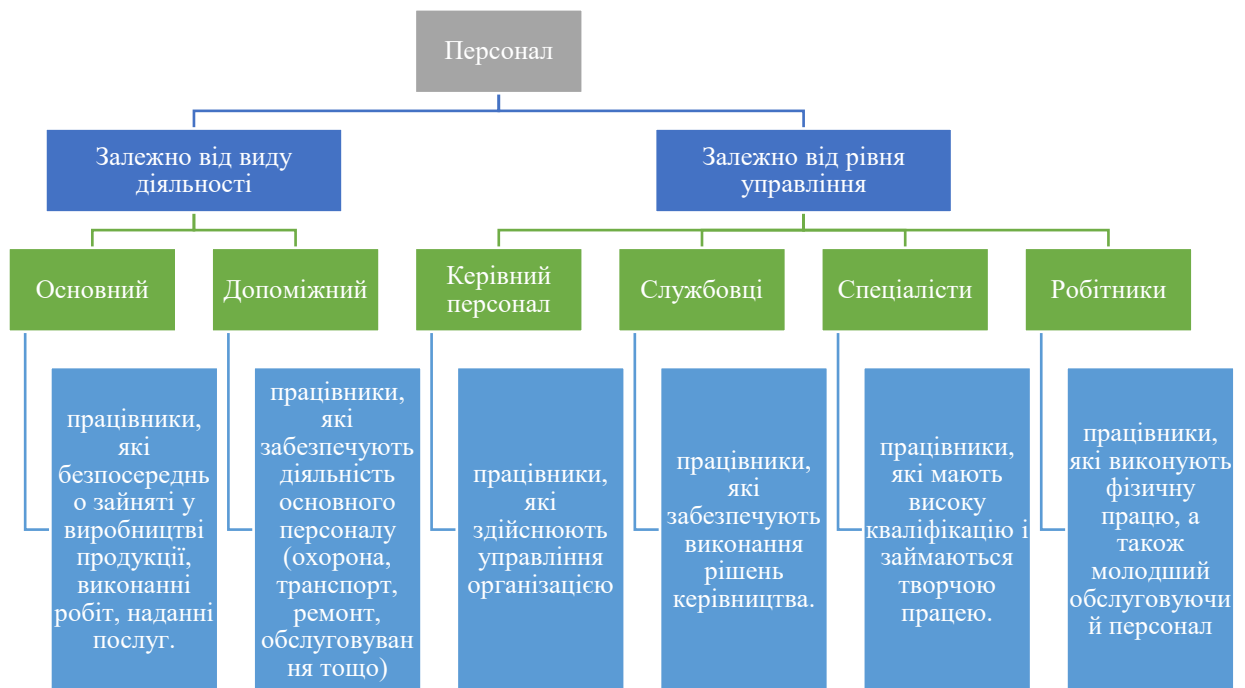 Персонал
Залежно від виду
діяльності
Залежно від рівня
управління
Основний
Допоміжний
Керівний
персонал
Службовці
Спеціалісти
Робітники
працівники,
які
безпосередньо
о зайняті у
виробництві
продукції,
виконанні
робіт, наданні
послуг.
працівники,
які
забезпечують
діяльність
основного
персоналу
(охорона,
транспорт,
ремонт,
обслуговуван
ня тощо)
працівники,
які
здійснюють
управління
організацією
працівники,
які
забезпечують
виконання
рішень
керівництва.
працівники,
які мають
високу
кваліфікацію і
займаються
творчою
працею.
працівники,
які виконують
фізичну
працю, а
також
молодший
обслуговуючи
й персонал